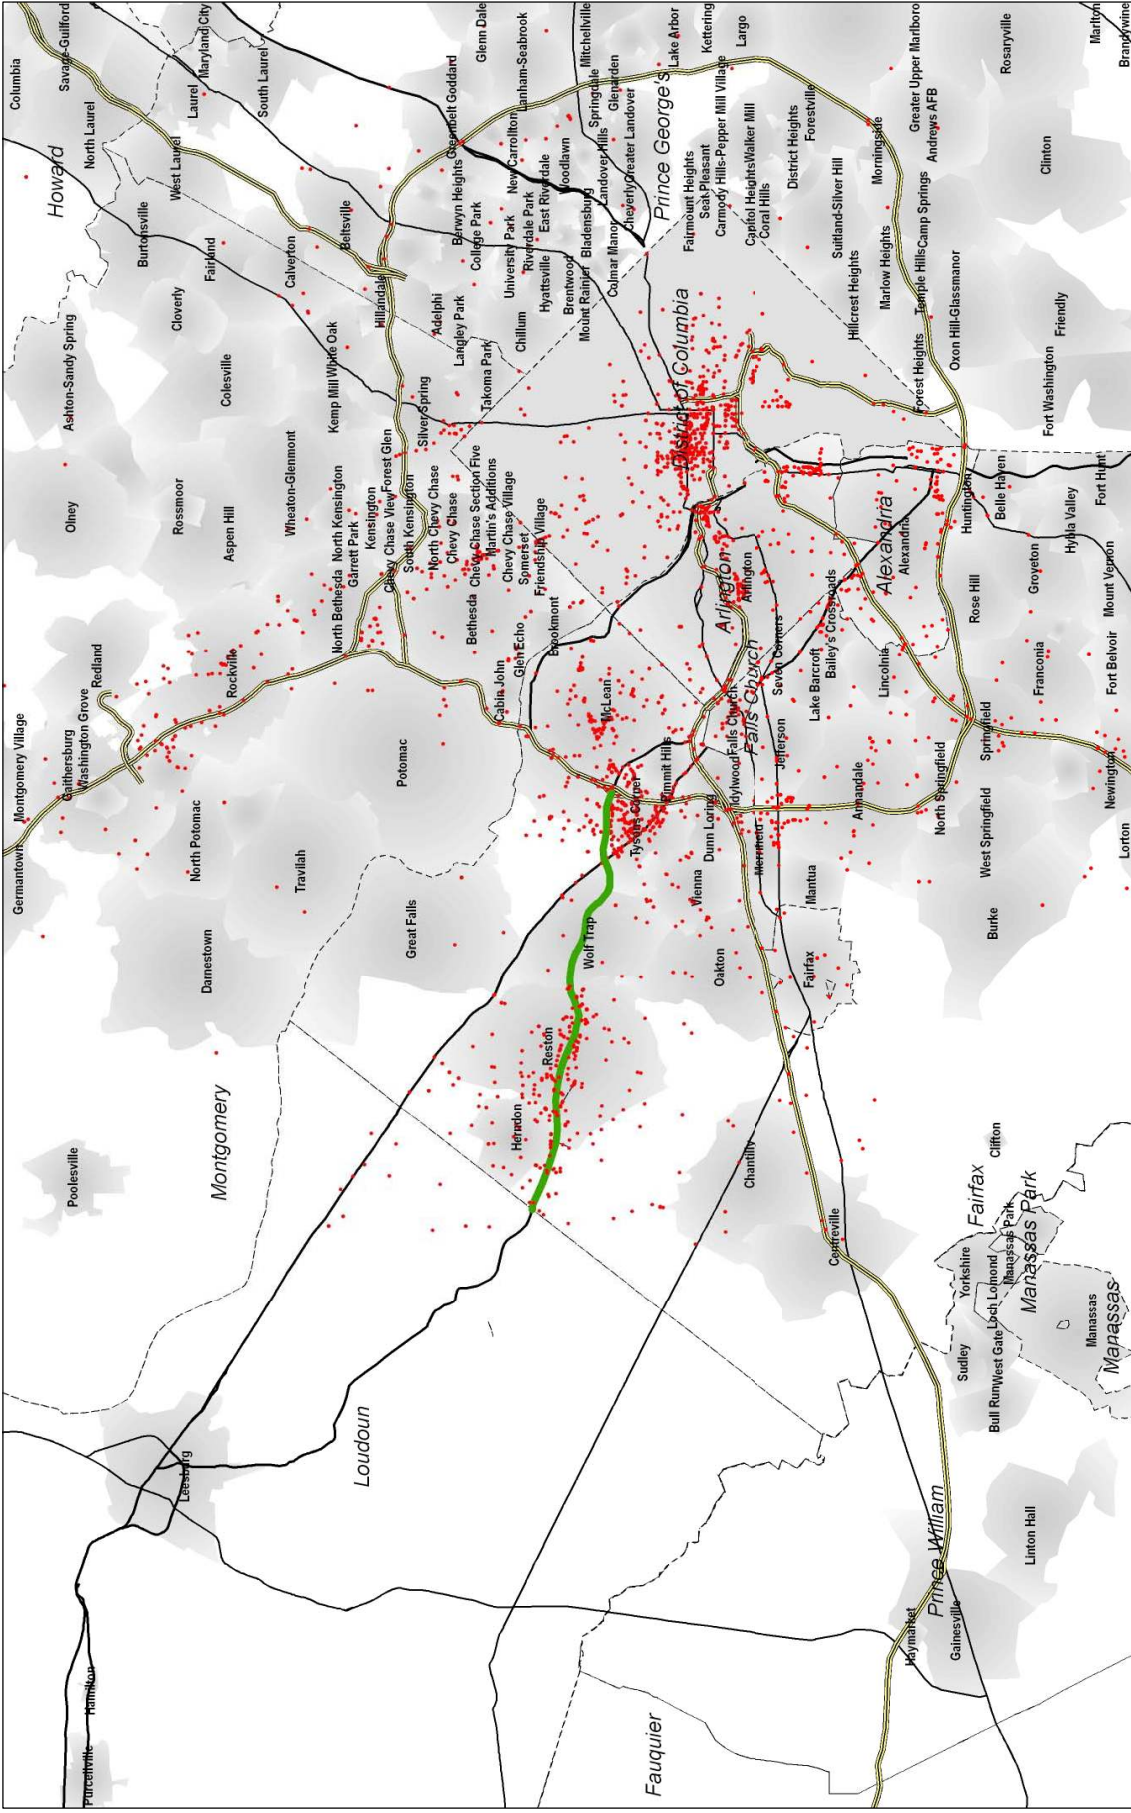 Columbia
Germantown
Montgomery Village
Howard
Savage-Guilford
Gaithersburg
Ashton-Sandy Spring
Olney
Poolesville
Washington Grove
North Laurel
Hamilton
Purcellville
Redland
Burtonsville
West Laurel
Cloverly
Rossmoor
Leesburg
Laurel
North Potomac
Maryland City
Fairland
Darnestown
Montgomery
Colesville
Aspen Hill
Rockville
South Laurel
Calverton
Wheaton-Glenmont
Travilah
White Oak
Kemp Mill
North Kensington
North Bethesda
Beltsville
Garrett Park
Loudoun
Kensington
Hillandale
Forest Glen
Chevy Chase View
Potomac
South Kensington
Great Falls
Silver Spring
North Chevy Chase
Adelphi
Greenbelt
Goddard
Chevy Chase
Berwyn Heights
Langley Park
College Park
Chevy Chase Section Five
Bethesda
Glenn Dale
Takoma Park
Martin's Additions
Cabin John
University Park
Chevy Chase Village
New Carrollton
Lanham-Seabrook
Chillum
Somerset
Glen Echo
Herndon
Riverdale Park
Friendship Village
East Riverdale
Hyattsville
Brookmont
Reston
Woodlawn
Brentwood
Mitchellville
Bladensburg
Mount Rainier
Wolf Trap
Springdale
Landover Hills
McLean
Glenarden
Colmar Manor
Cheverly
Greater Landover
Tysons Corner
Fauquier
Prince George's
Pimmit Hills
Lake Arbor
Fairmount Heights
District of Columbia
Vienna
Seat Pleasant
Kettering
Dunn Loring
Carmody Hills-Pepper Mill Village
Arlington
Oakton
Falls Church
Idylwood
Largo
Walker Mill
Capitol Heights
Arlington
Falls Church
Chantilly
Merrifield
Coral Hills
Seven Corners
Jefferson
District Heights
Forestville
Lake Barcroft
Mantua
Fairfax
Bailey's Crossroads
Centreville
Suitland-Silver Hill
Hillcrest Heights
Annandale
Morningside
Marlow Heights
Alexandria
Lincolnia
Alexandria
Haymarket
Greater Upper Marlboro
Camp Springs
Temple Hills
Forest Heights
Andrews AFB
Prince William
North Springfield
Oxon Hill-Glassmanor
Gainesville
Huntington
Yorkshire
Sudley
Rose Hill
Fairfax
Springfield
West Springfield
Burke
Clifton
Loch Lomond
West Gate
Bull Run
Belle Haven
Rosaryville
Manassas Park
Manassas Park
Linton Hall
Groveton
Franconia
Clinton
Fort Washington
Friendly
Hybla Valley
Manassas
Marlton
Fort Hunt
Mount Vernon
Fort Belvoir
Newington
Manassas
Brandywine
Lorton